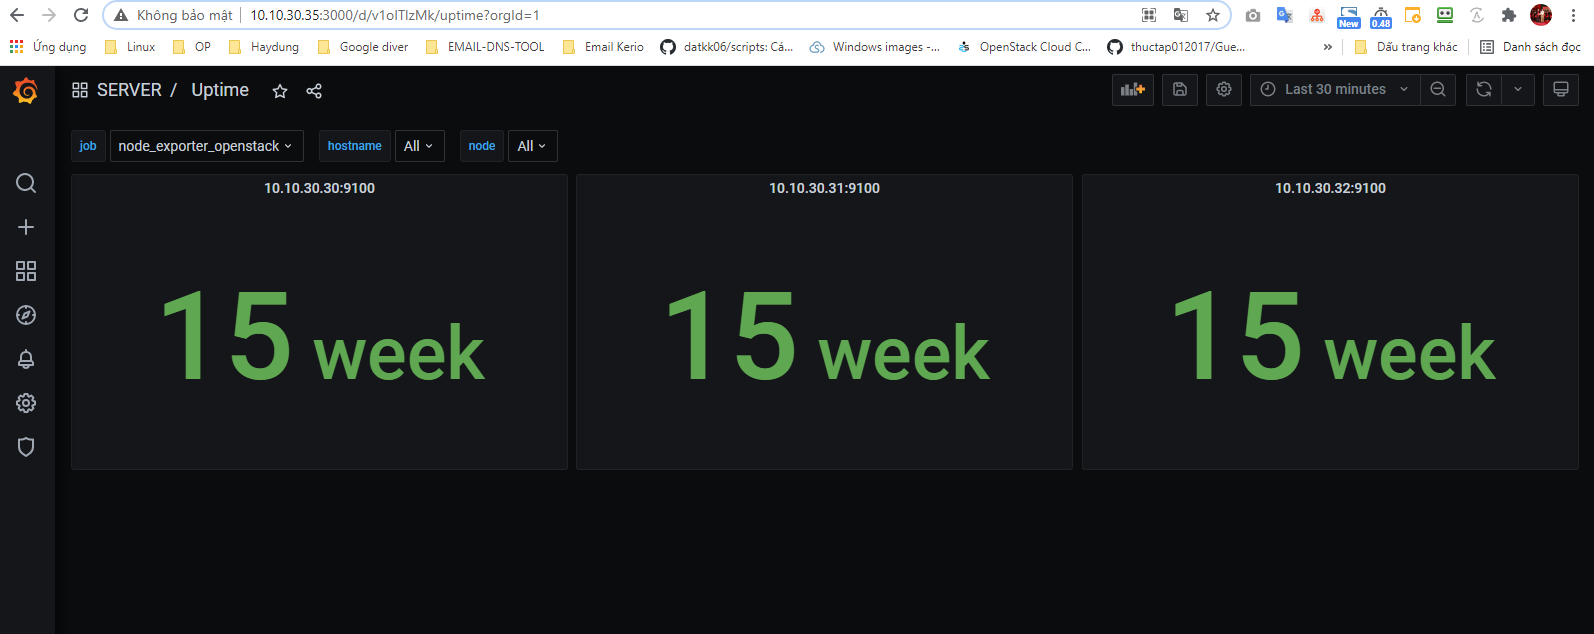 Không bảo mật 10.10.30.35:3000/d/v1oITlzMk/uptime?orgId=1
New 0.48
Ứng dụng Linux OP Haydung Google diver EMAIL-DNS-TOOL Email Kerio datkk06/scripts: Cá... Windows images -... OpenStack Cloud C... thuctap012017/Gue... » Dấu trang khác Danh sách đọc
SERVER / Uptime Last 30 minutes
job node_exporter_openstack hostname All node All
10.10.30.30:9100 10.10.30.31:9100 10.10.30.32:9100
15 week 15 week 15 week